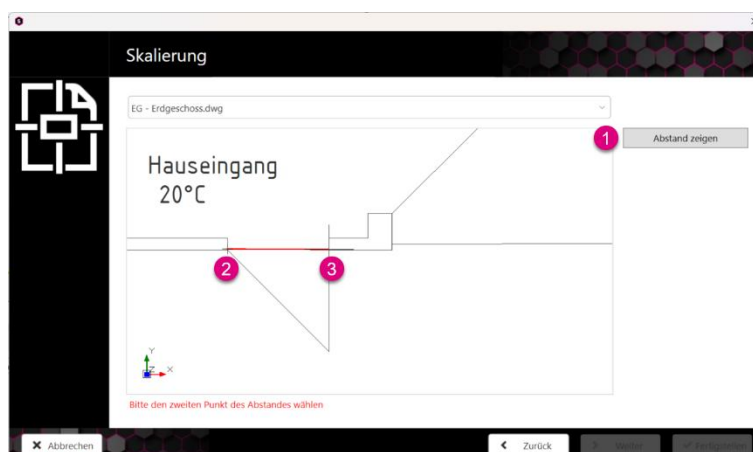 Skalierung
EG - Erdgeschoss.dwg
1
Abstand zeigen
Hauseingang
20°C
2
3
Y
Z
X
Bitte den zweiten Punkt des Abstandes wählen
Abbrechen
Zurück
Weiter
Fertigstellen